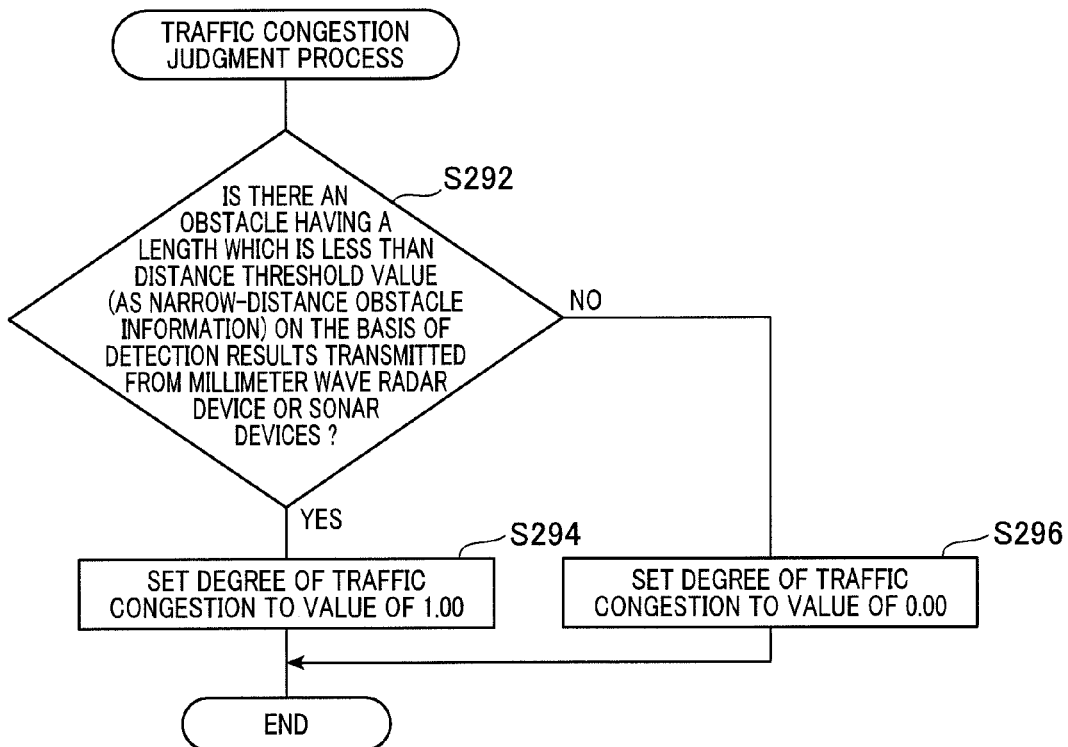 TRAFFIC CONGESTION
JUDGMENT PROCESS
S292
IS THERE AN
OBSTACLE HAVING A
LENGTH WHICH IS LESS THAN
DISTANCE THRESHOLD VALUE
(AS NARROW-DISTANCE OBSTACLE
INFORMATION) ON THE BASIS OF
DETECTION RESULTS TRANSMITTED
FROM MILLIMETER WAVE RADAR
DEVICE OR SONAR
DEVICES ?
NO
YES
S294
SET DEGREE OF TRAFFIC
CONGESTION TO VALUE OF 1.00
S296
SET DEGREE OF TRAFFIC
CONGESTION TO VALUE OF 0.00
END